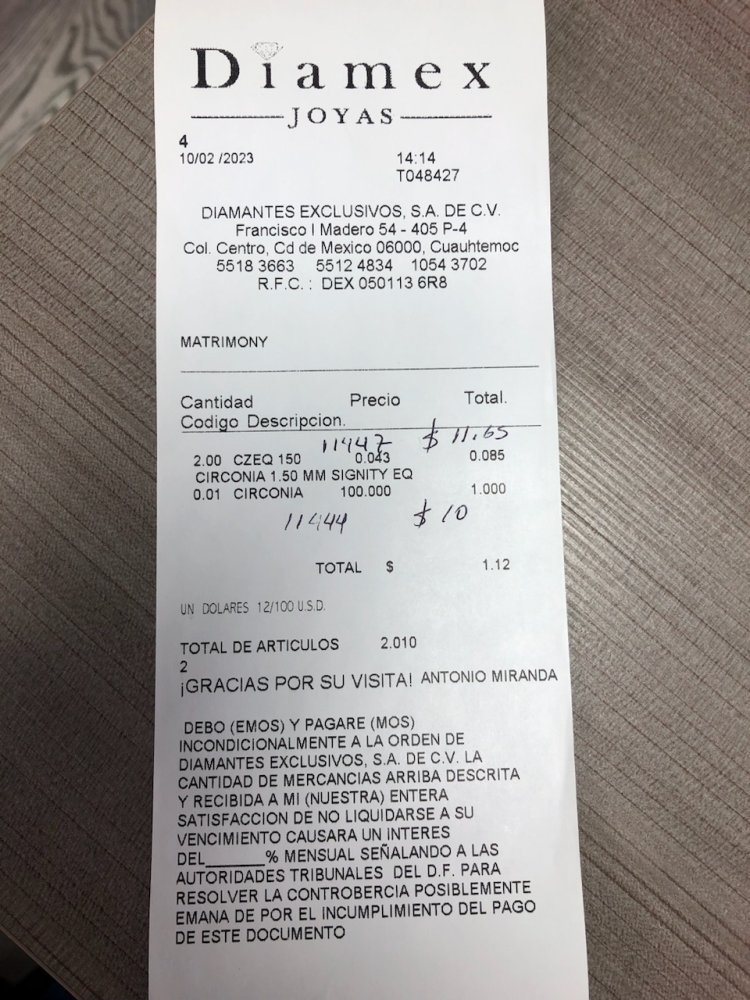 Diamex
JOYAS
4
10/02 /2023 14:14
T048427
DIAMANTES EXCLUSIVOS, S.A. DE C.V.
Francisco I Madero 54 - 405 P-4
Col. Centro, Cd de Mexico 06000, Cuauhtemoc
5518 3663 5512 4834 1054 3702
R.F.C. : DEX 050113 6R8
MATRIMONY
Cantidad Precio Total.
Codigo Descripcion.
11447 $ 11.65
2.00 CZEQ 150 0.043 0.085
CIRCONIA 1.50 MM SIGNITY EQ
0.01 CIRCONIA 100.000 1.000
11444 $ 10
TOTAL $ 1.12
UN DOLARES 12/100 U.S.D.
TOTAL DE ARTICULOS 2.010
2
¡GRACIAS POR SU VISITA! ANTONIO MIRANDA
DEBO (EMOS) Y PAGARE (MOS)
INCONDICIONALMENTE A LA ORDEN DE
DIAMANTES EXCLUSIVOS, S.A. DE C.V. LA
CANTIDAD DE MERCANCIAS ARRIBA DESCRITA
Y RECIBIDA A MI (NUESTRA) ENTERA
SATISFACCION DE NO LIQUIDARSE A SU
VENCIMIENTO CAUSARA UN INTERES
DEL_______% MENSUAL SEÑALANDO A LAS
AUTORIDADES TRIBUNALES DEL D.F. PARA
RESOLVER LA CONTROBERCIA POSIBLEMENTE
EMANA DE POR EL INCUMPLIMIENTO DEL PAGO
DE ESTE DOCUMENTO